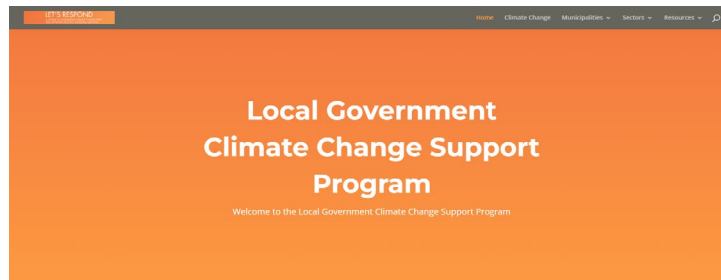 LET'S RESPOND
Home Climate Change Municipalities Sectors Resources
Local Government
Climate Change Support
Program
Welcome to the Local Government Climate Change Support Program